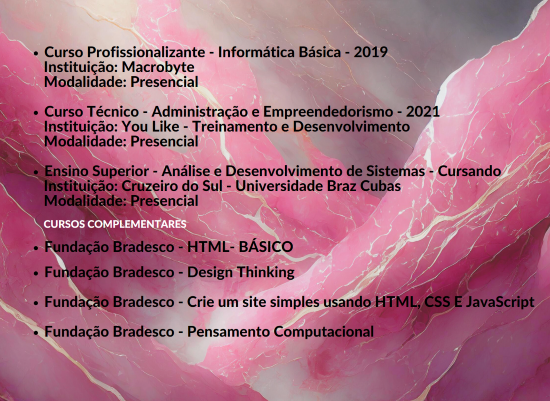 • Curso Profissionalizante - Informática Básica - 2019
Instituição: Macrobyte
Modalidade: Presencial
• Curso Técnico - Administração e Empreendedorismo - 2021
Instituição: You Like - Treinamento e Desenvolvimento
Modalidade: Presencial
• Ensino Superior - Análise e Desenvolvimento de Sistemas - Cursando
Instituição: Cruzeiro do Sul - Universidade Braz Cubas
Modalidade: Presencial
CURSOS COMPLEMENTARES
• Fundação Bradesco - HTML- BÁSICO
• Fundação Bradesco - Design Thinking
• Fundação Bradesco - Crie um site simples usando HTML, CSS E JavaScript
• Fundação Bradesco - Pensamento Computacional